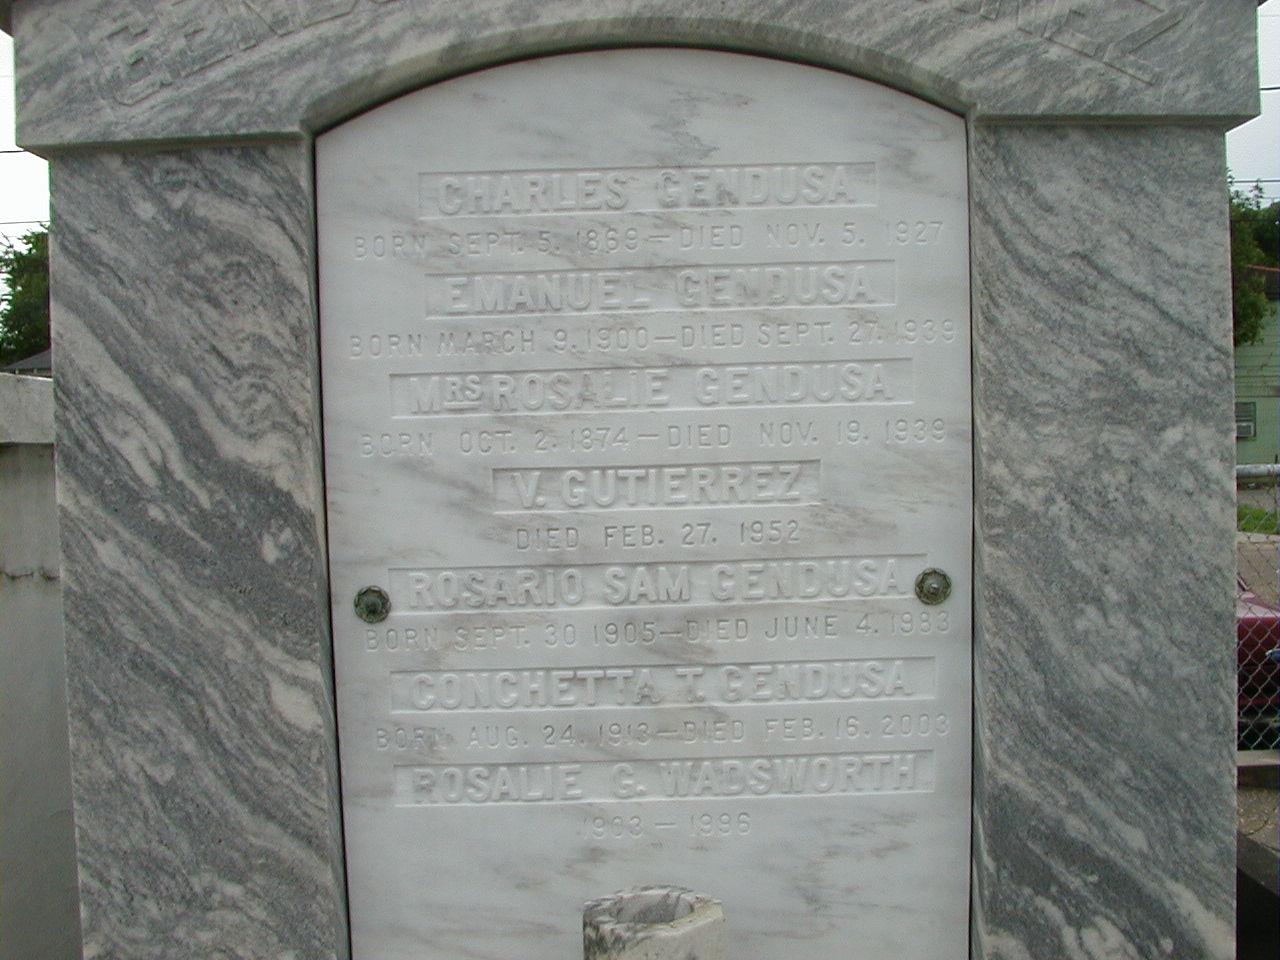 CHARLES GENDUSA
BORN SEPT. 5. 1869 — DIED NOV. 5. 1927
EMANUEL GENDUSA
BORN MARCH 9. 1900 — DIED SEPT. 27. 1939
MRS ROSALIE GENDUSA
BORN OCT. 2. 1874 — DIED NOV. 19. 1939
V. GUTIERREZ
DIED FEB. 27. 1952
ROSARIO SAM GENDUSA
BORN SEPT. 30 1905 — DIED JUNE 4. 1983
CONCHETTA T. GENDUSA
BORN AUG. 24. 1913 — DIED FEB. 16. 2003
ROSALIE G. WADSWORTH
1903 — 1996